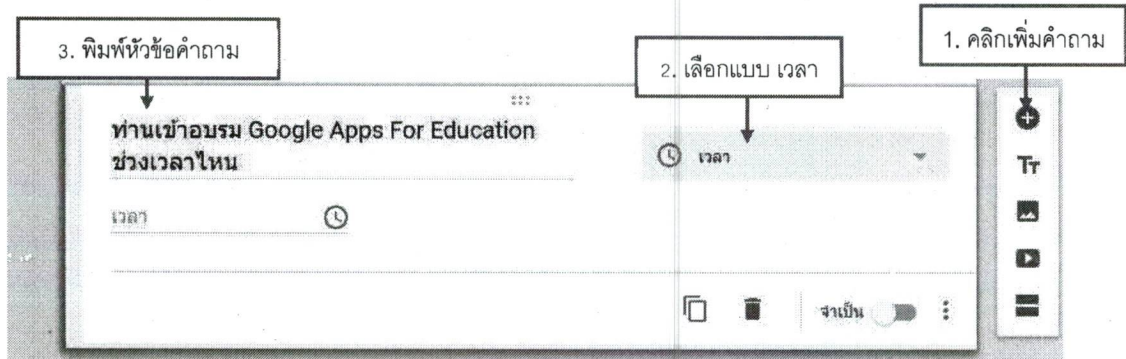 3. พิมพ์หัวข้อคำถาม
1. คลิกเพิ่มคำถาม
2. เลือกแบบ เวลา
ท่านเข้าอบรม Google Apps For Education
ช่วงเวลาไหน
เวลา
Tт
เวลา
จำเป็น